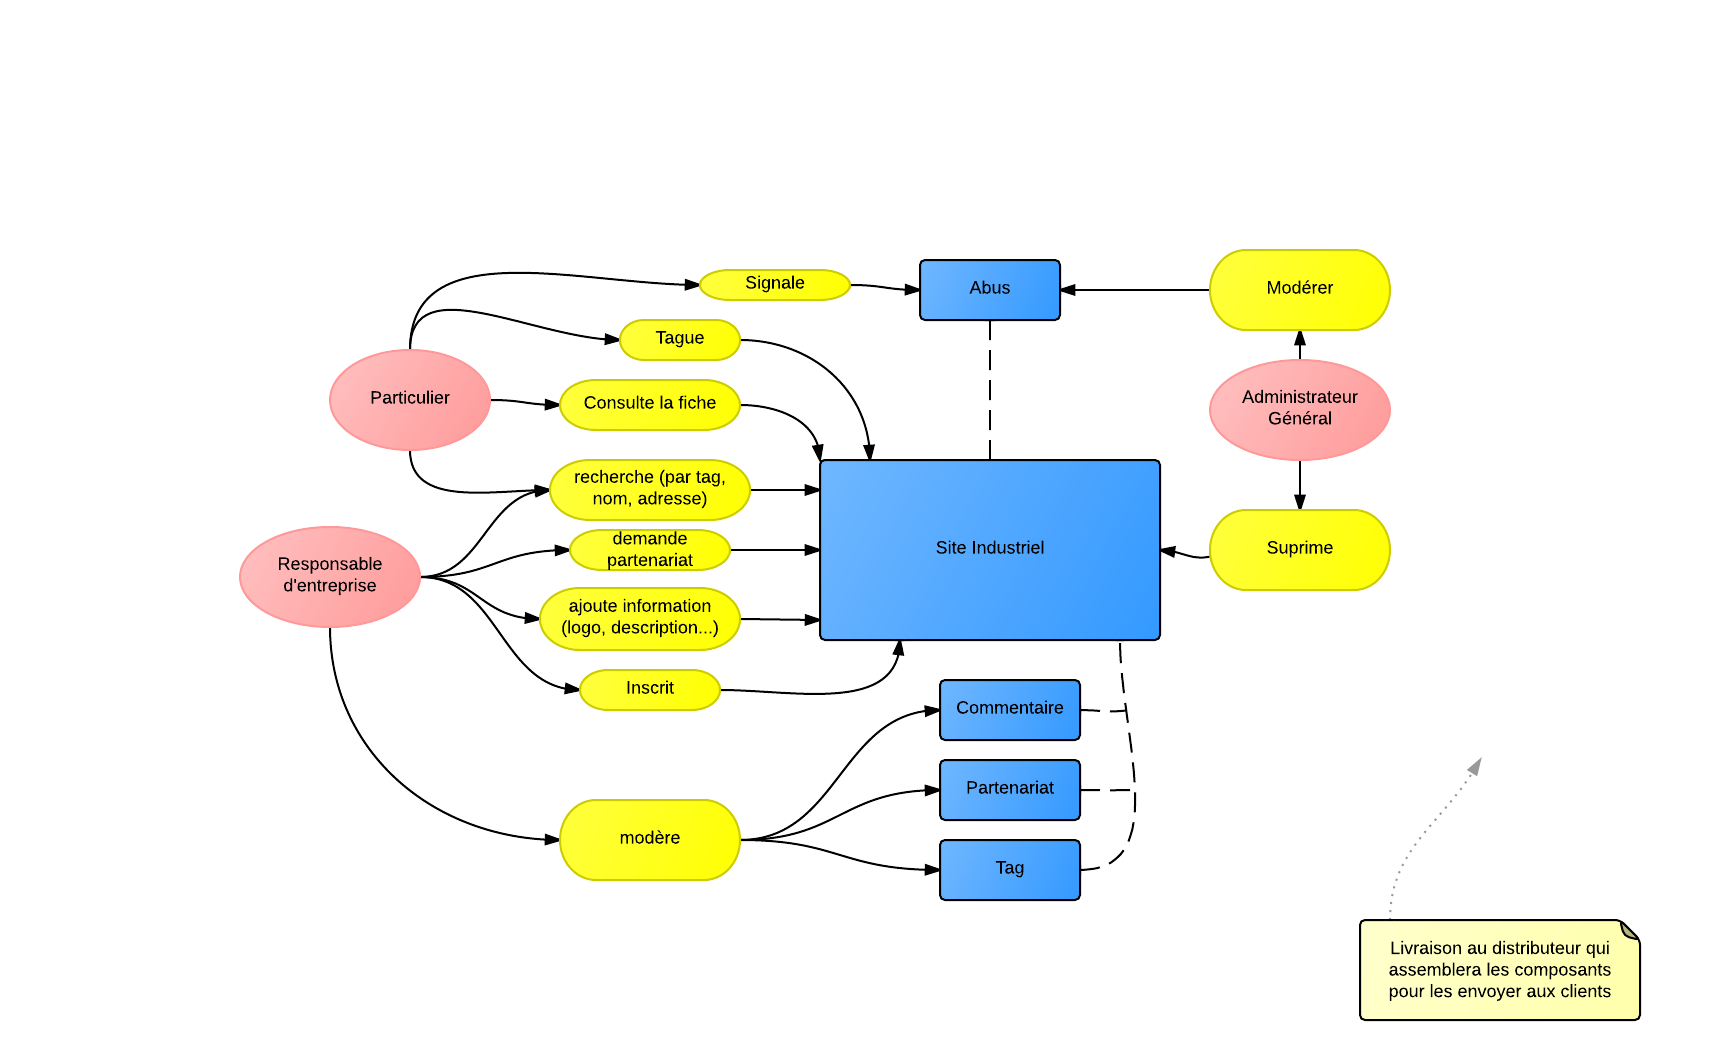 Signale
Abus
Modérer
Tague
Particulier
Consulte la fiche
Administrateur
Général
recherche (par tag,
nom, adresse)
demande
partenariat
Site Industriel
Suprime
Responsable
d'entreprise
ajoute information
(logo, description...)
Inscrit
Commentaire
Partenariat
modère
Tag
Livraison au distributeur qui
assemblera les composants
pour les envoyer aux clients